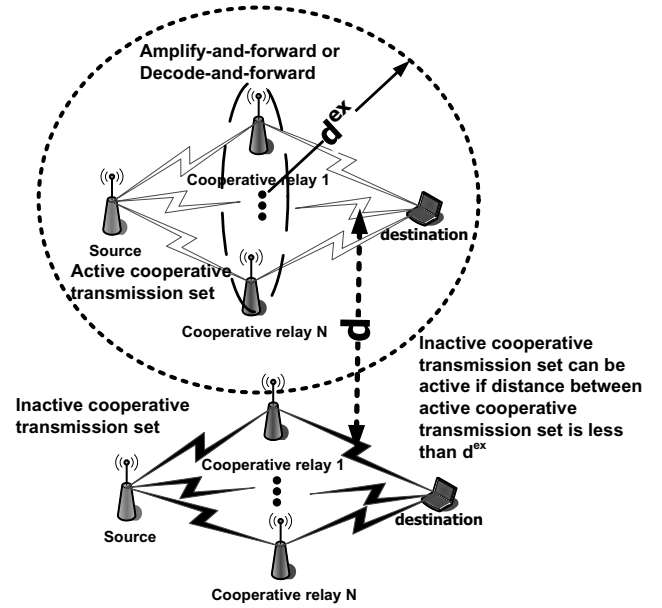 Amplify-and-forward or
Decode-and-forward
d^ex
Cooperative relay 1
Source
destination
Active cooperative
transmission set
Cooperative relay N
d
Inactive cooperative
transmission set can be
active if distance between
active cooperative
transmission set is less
than d^ex
Inactive cooperative
transmission set
Cooperative relay 1
Source
destination
Cooperative relay N